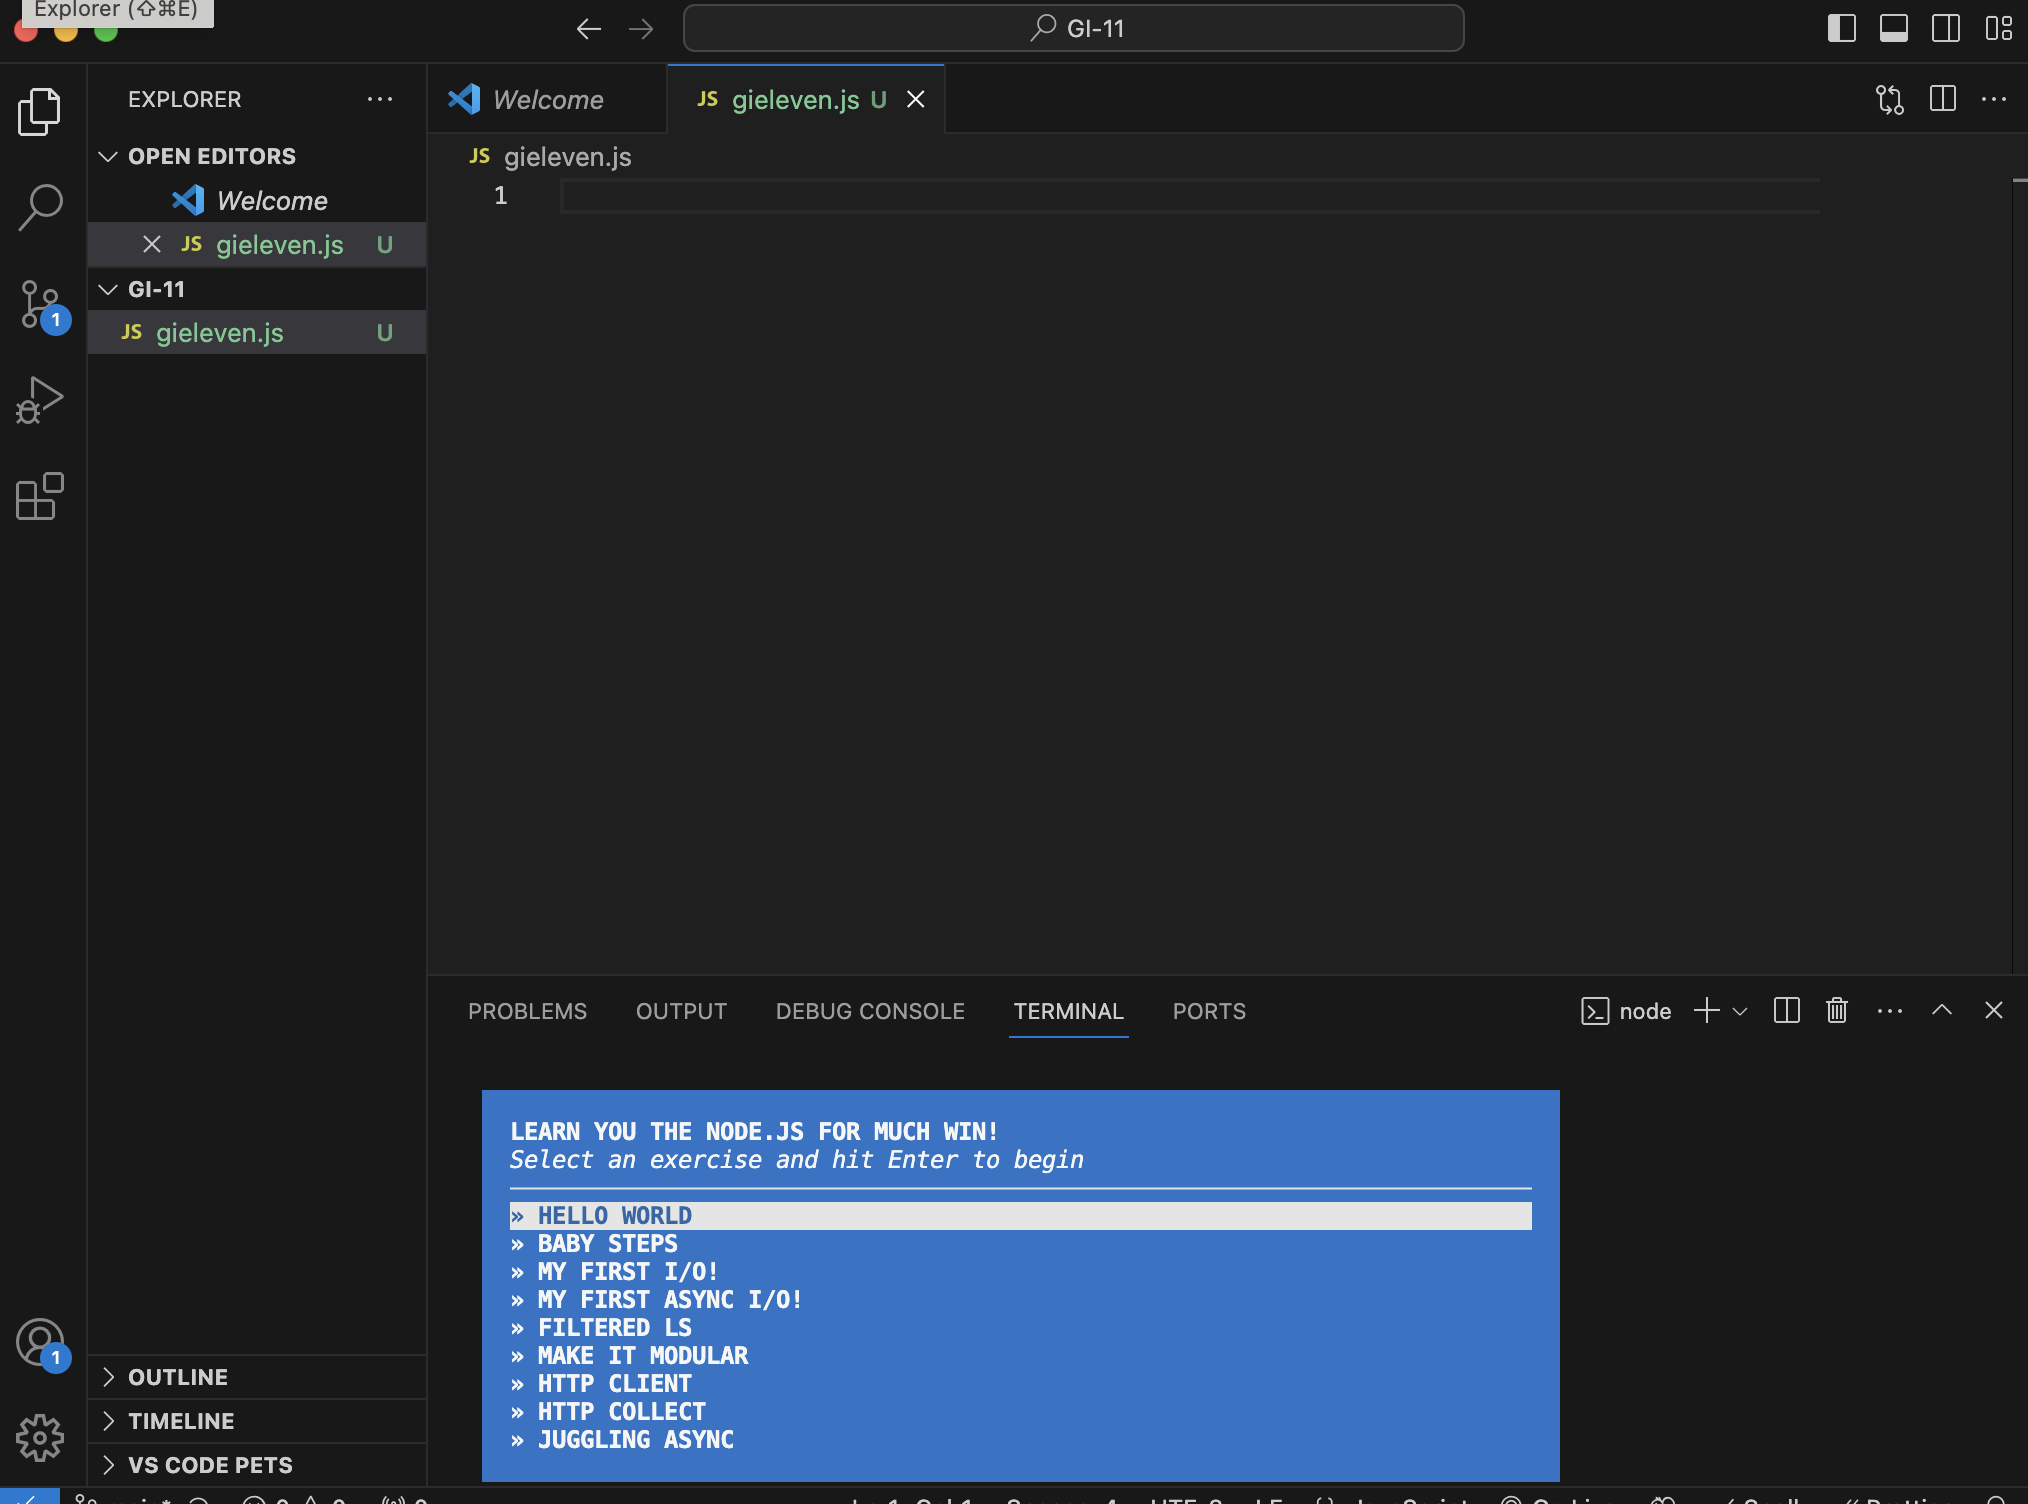 Explorer (⇧⌘E)
GI-11
EXPLORER
OPEN EDITORS
Welcome
JS gieleven.js U
GI-11
JS gieleven.js U
1
1
OUTLINE
TIMELINE
VS CODE PETS
Welcome
JS gieleven.js U
JS gieleven.js
1
PROBLEMS OUTPUT DEBUG CONSOLE TERMINAL PORTS
node
LEARN YOU THE NODE.JS FOR MUCH WIN!
Select an exercise and hit Enter to begin
» HELLO WORLD
» BABY STEPS
» MY FIRST I/O!
» MY FIRST ASYNC I/O!
» FILTERED LS
» MAKE IT MODULAR
» HTTP CLIENT
» HTTP COLLECT
» JUGGLING ASYNC